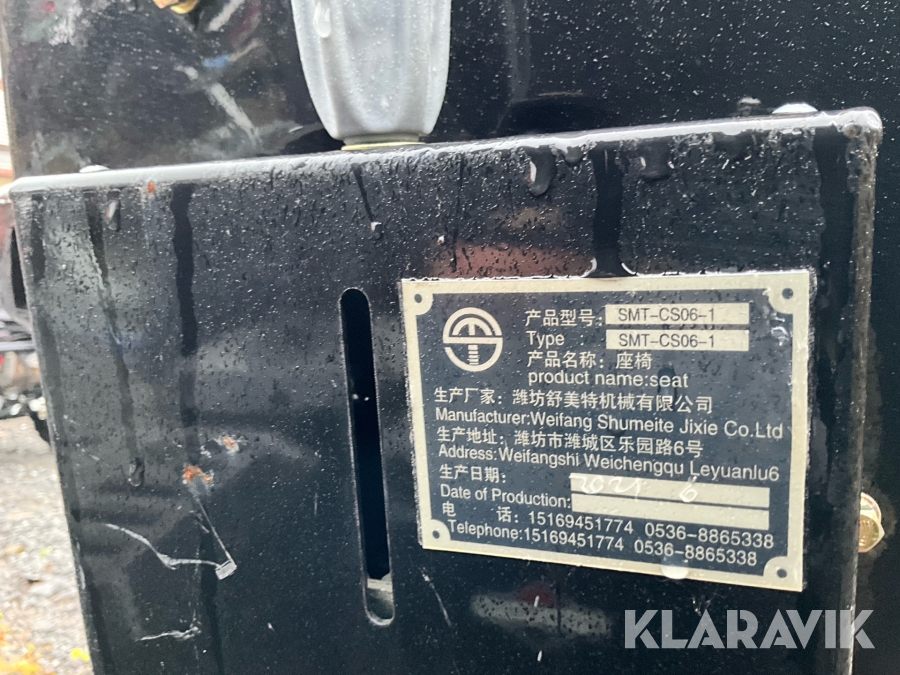 产品型号: SMT-CS06-1
Type SMT-CS06-1
产品名称: 座椅
product name:seat
生产厂家: 潍坊舒美特机械有限公司
Manufacturer:Weifang Shumeite Jixie Co.Ltd
生产地址: 潍坊市潍城区乐园路6号
Address:Weifangshi Weichengqu Leyuanlu6
生产日期:
Date of Production:
电 话: 15169451774 0536-8865338
Telephone:15169451774 0536-8865338
KLARAVIK